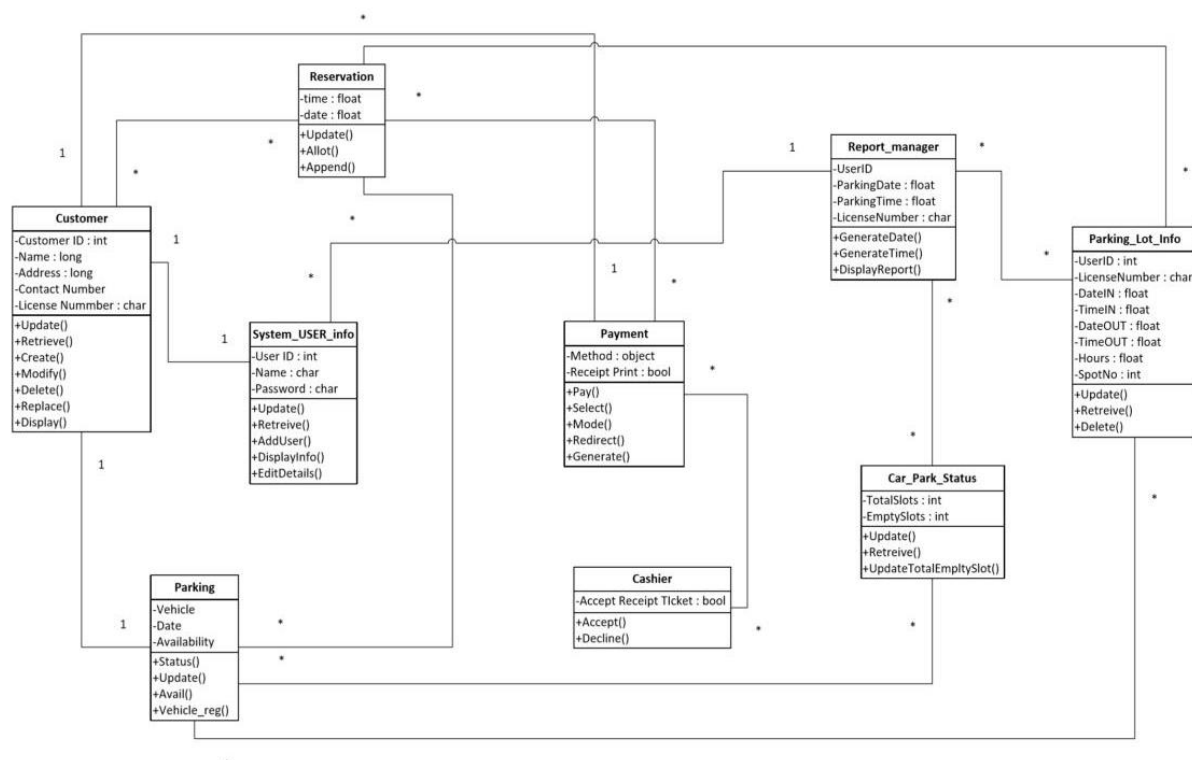 *
Reservation
-time : float
-date : float
+Update()
+Allot()
+Append()
*
*
1
*
1
Report_manager
-UserID
-ParkingDate : float
-ParkingTime : float
-LicenseNumber : char
+GenerateDate()
+GenerateTime()
+DisplayReport()
*
*
Customer
-Customer ID : int
-Name : long
-Address : long
-Contact Number
-License Nummber : char
+Update()
+Retrieve()
+Create()
+Modify()
+Delete()
+Replace()
+Display()
1
*
*
1
*
*
Parking_Lot_Info
-UserID : int
-LicenseNumber : char
-DateIN : float
-TimeIN : float
-DateOUT : float
-TimeOUT : float
-Hours : float
-SpotNo : int
+Update()
+Retreive()
+Delete()
1
System_USER_info
-User ID : int
-Name : char
-Password : char
+Update()
+Retreive()
+AddUser()
+DisplayInfo()
+EditDetails()
Payment
-Method : object
-Receipt Print : bool
+Pay()
+Select()
+Mode()
+Redirect()
+Generate()
*
*
*
1
Car_Park_Status
-TotalSlots : int
-EmptySlots : int
+Update()
+Retreive()
+UpdateTotalEmpltySlot()
*
Parking
-Vehicle
-Date
-Availability
+Status()
+Update()
+Avail()
+Vehicle_reg()
1
*
*
Cashier
-Accept Receipt TIcket : bool
+Accept()
+Decline()
*
*